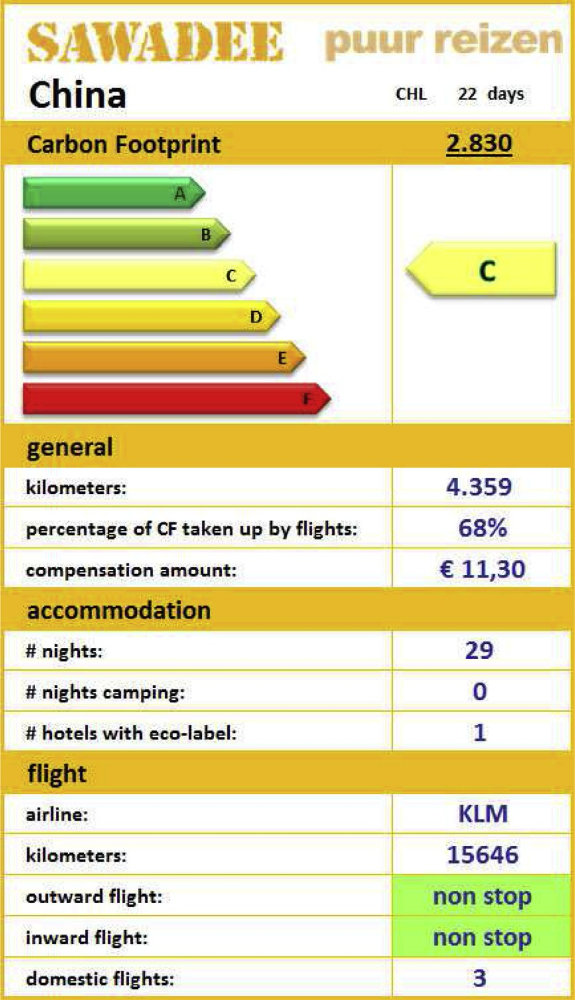 SAWADEE puur reizen
China CHL 22 days
Carbon Footprint 2.830
A
B
C
C
D
E
F
general
kilometers: 4.359
percentage of CF taken up by flights: 68%
compensation amount: € 11,30
accommodation
# nights: 29
# nights camping: 0
# hotels with eco-label: 1
flight
airline: KLM
kilometers: 15646
outward flight: non stop
inward flight: non stop
domestic flights: 3